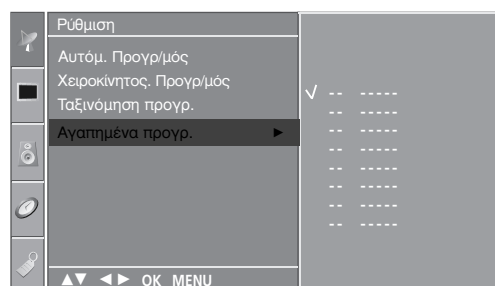 Ρύθμιση
Αυτόμ. Προγρ/μός
Χειροκίνητος. Προγρ/μός
Ταξινόμηση προγρ.
Αγαπημένα προγρ. ►
√ -- -----
-- -----
-- -----
-- -----
-- -----
-- -----
-- -----
-- -----
▲▼ ◄► OK MENU